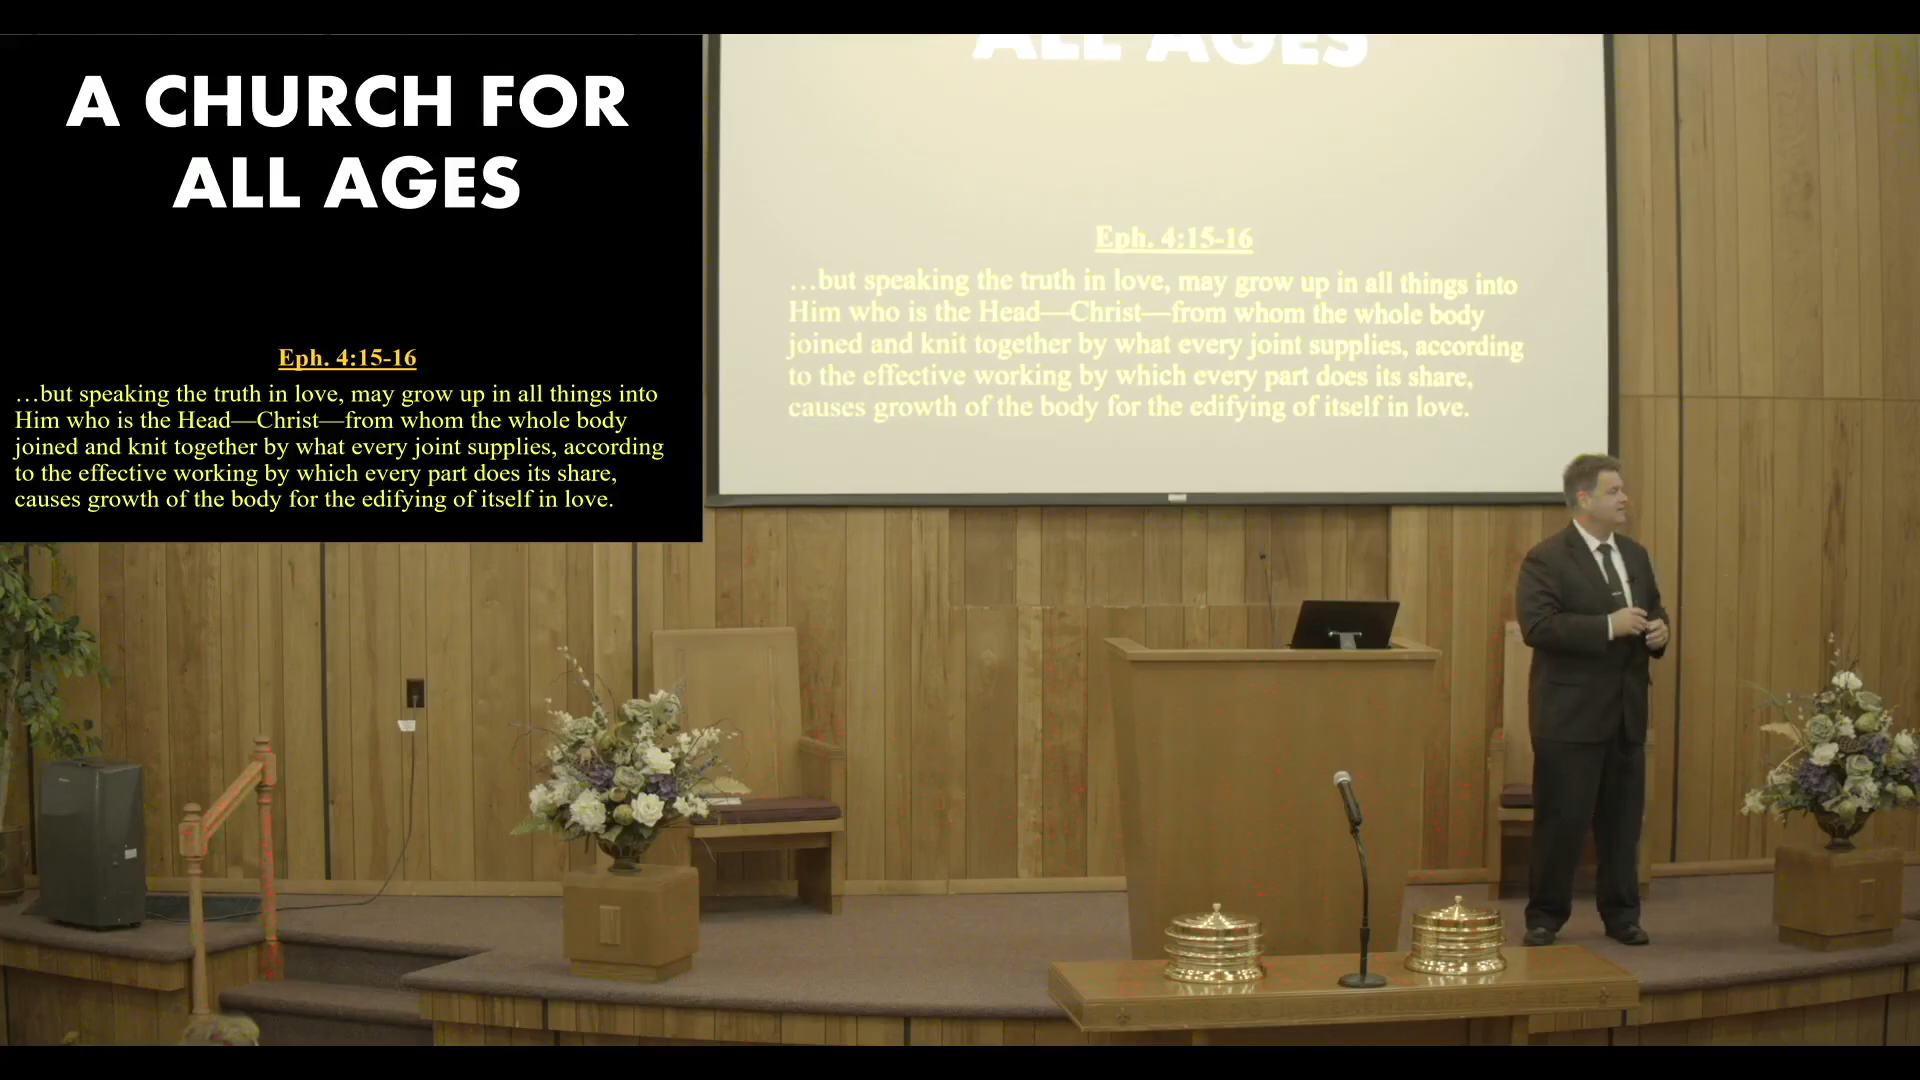 A CHURCH FOR
ALL AGES
Eph. 4:15-16
…but speaking the truth in love, may grow up in all things into
Him who is the Head—Christ—from whom the whole body
joined and knit together by what every joint supplies, according
to the effective working by which every part does its share,
causes growth of the body for the edifying of itself in love.
ALL AGES
Eph. 4:15-16
…but speaking the truth in love, may grow up in all things into
Him who is the Head—Christ—from whom the whole body
joined and knit together by what every joint supplies, according
to the effective working by which every part does its share,
causes growth of the body for the edifying of itself in love.